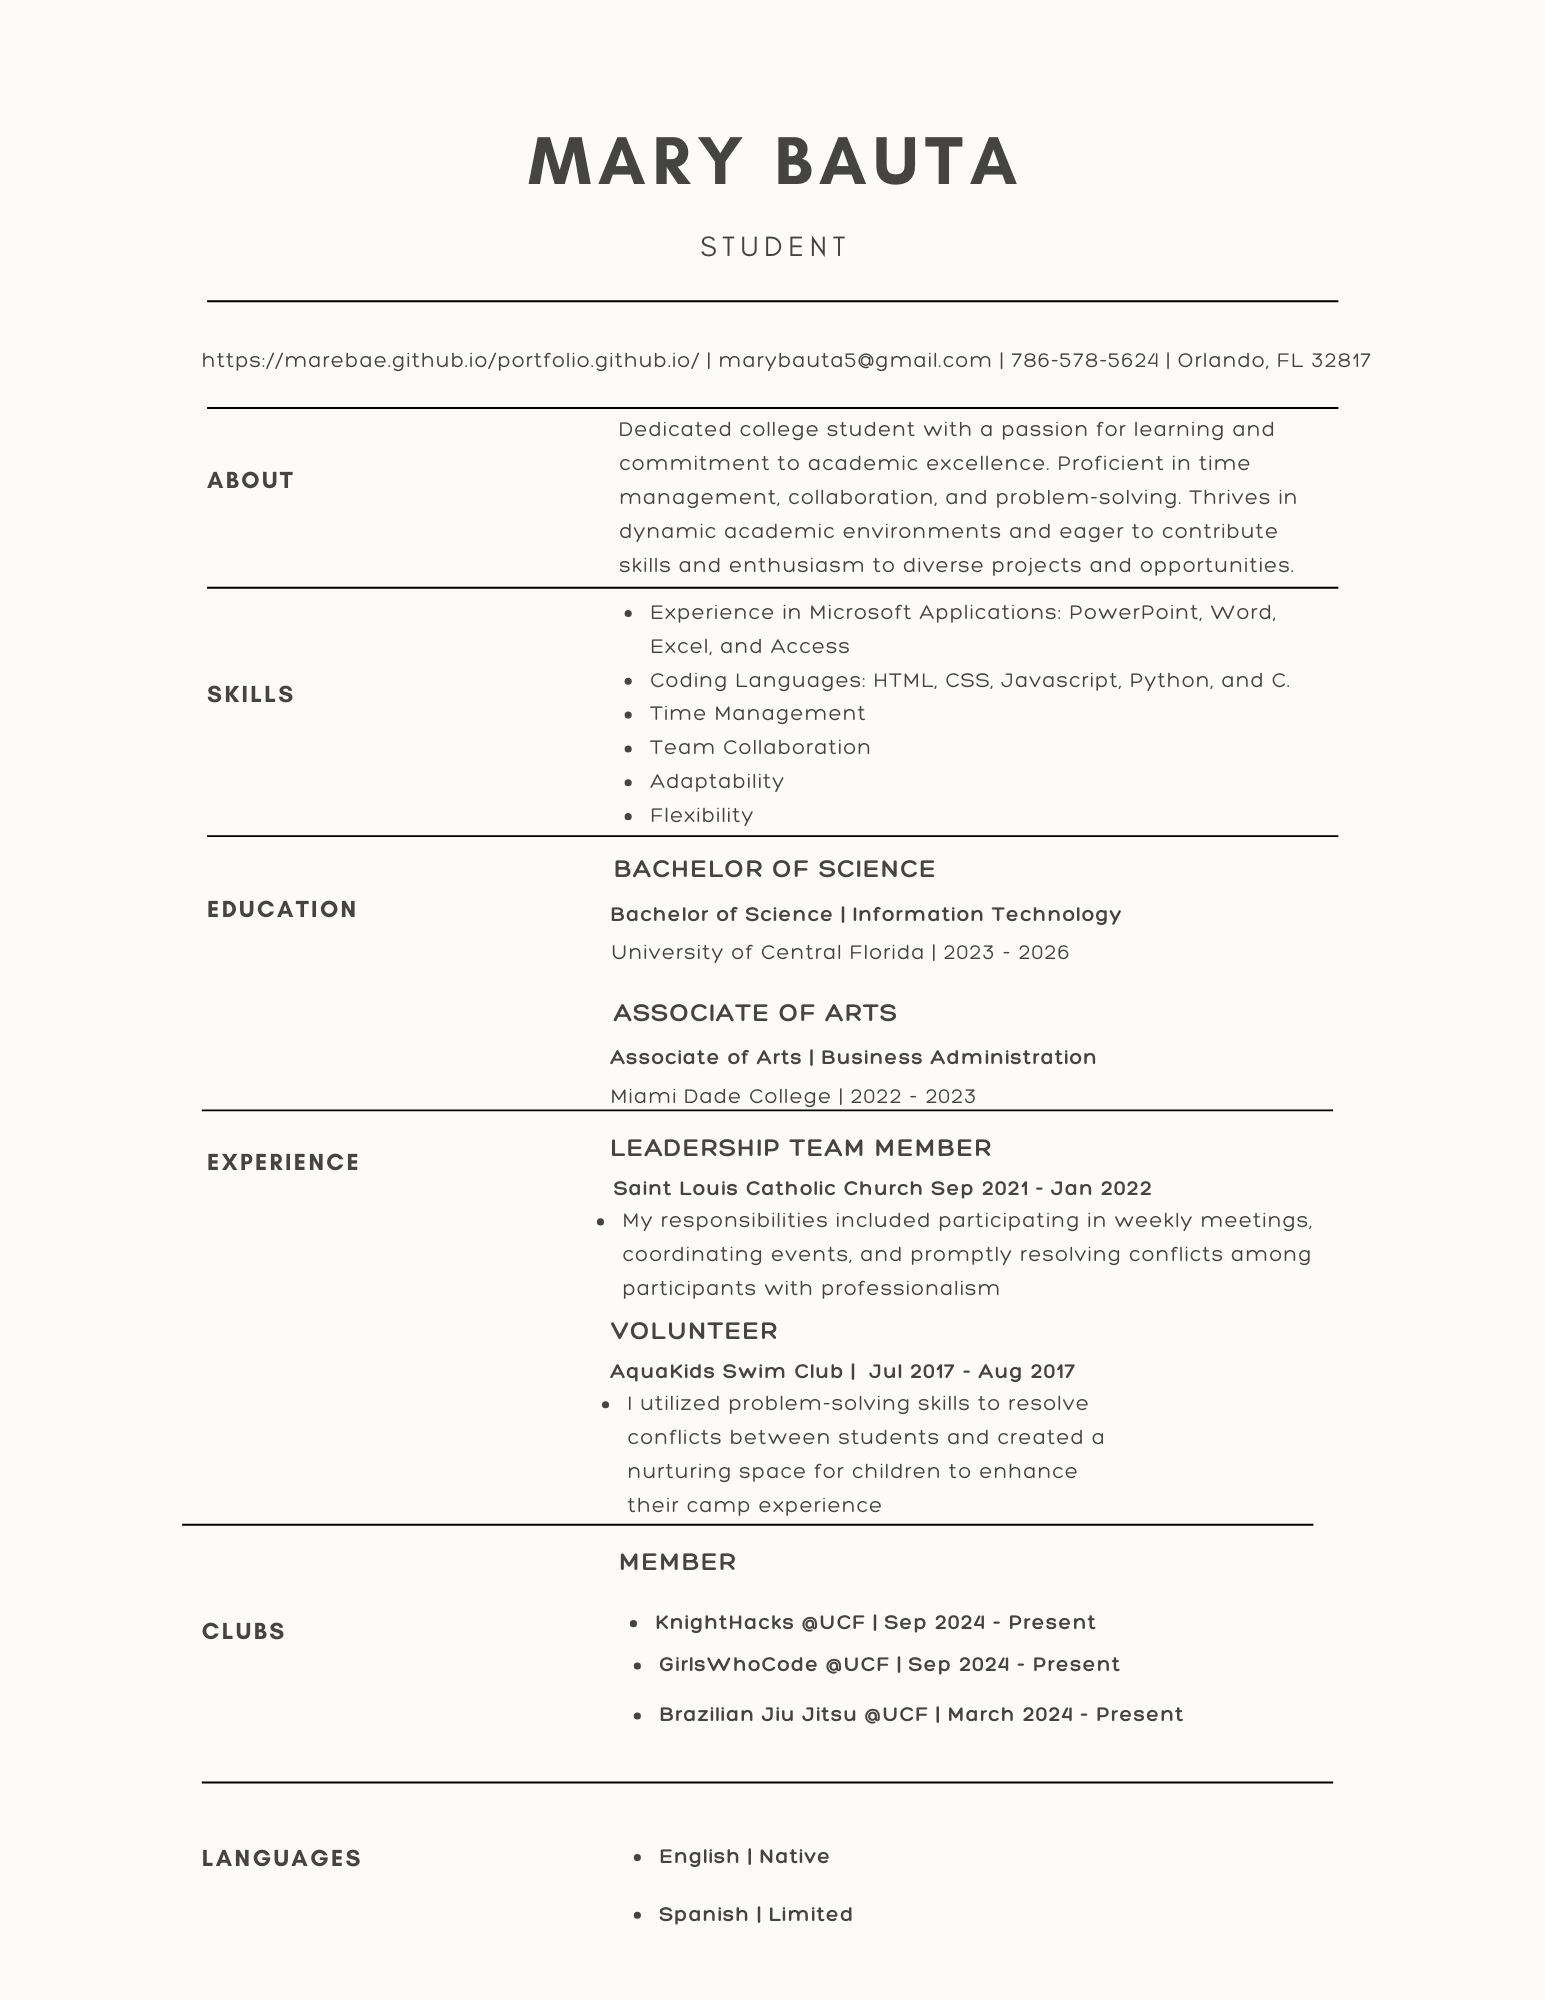 MARY BAUTA
STUDENT
https://marebae.github.io/portfolio.github.io/ | marybauta5@gmail.com | 786-578-5624 | Orlando, FL 32817
ABOUT
Dedicated college student with a passion for learning and
commitment to academic excellence. Proficient in time
management, collaboration, and problem-solving. Thrives in
dynamic academic environments and eager to contribute
skills and enthusiasm to diverse projects and opportunities.
SKILLS
• Experience in Microsoft Applications: PowerPoint, Word,
Excel, and Access
• Coding Languages: HTML, CSS, Javascript, Python, and C.
• Time Management
• Team Collaboration
• Adaptability
• Flexibility
EDUCATION
BACHELOR OF SCIENCE
Bachelor of Science | Information Technology
University of Central Florida | 2023 - 2026
ASSOCIATE OF ARTS
Associate of Arts | Business Administration
Miami Dade College | 2022 - 2023
EXPERIENCE
LEADERSHIP TEAM MEMBER
Saint Louis Catholic Church Sep 2021 - Jan 2022
• My responsibilities included participating in weekly meetings,
coordinating events, and promptly resolving conflicts among
participants with professionalism
VOLUNTEER
AquaKids Swim Club | Jul 2017 - Aug 2017
• I utilized problem-solving skills to resolve
conflicts between students and created a
nurturing space for children to enhance
their camp experience
CLUBS
MEMBER
• KnightHacks @UCF | Sep 2024 - Present
• GirlsWhoCode @UCF | Sep 2024 - Present
• Brazilian Jiu Jitsu @UCF | March 2024 - Present
LANGUAGES
• English | Native
• Spanish | Limited